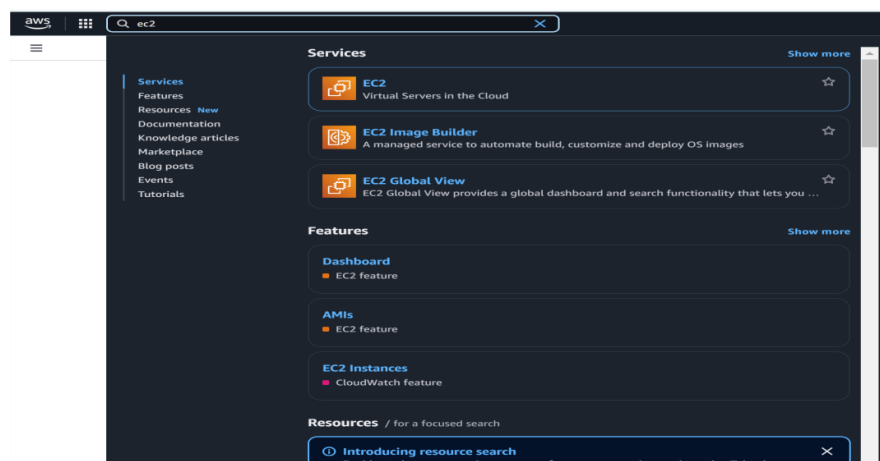 aws
ec2
Services
Features
Resources New
Documentation
Knowledge articles
Marketplace
Blog posts
Events
Tutorials
Services Show more
EC2
Virtual Servers in the Cloud
EC2 Image Builder
A managed service to automate build, customize and deploy OS images
EC2 Global View
EC2 Global View provides a global dashboard and search functionality that lets you ...
Features Show more
Dashboard
EC2 feature
AMIs
EC2 feature
EC2 Instances
CloudWatch feature
Resources / for a focused search
Introducing resource search